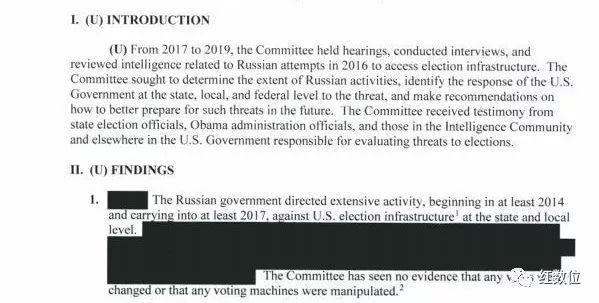 I. (U) INTRODUCTION
(U) From 2017 to 2019, the Committee held hearings, conducted interviews, and
reviewed intelligence related to Russian attempts in 2016 to access election infrastructure. The
Committee sought to determine the extent of Russian activities, identify the response of the U.S.
Government at the state, local, and federal level to the threat, and make recommendations on
how to better prepare for such threats in the future. The Committee received testimony from
state election officials, Obama administration officials, and those in the Intelligence Community
and elsewhere in the U.S. Government responsible for evaluating threats to elections.
II. (U) FINDINGS
1. The Russian government directed extensive activity, beginning in at least 2014
and carrying into at least 2017, against U.S. election infrastructure¹ at the state and local
level.
The Committee has seen no evidence that any
changed or that any voting machines were manipulated.²
红数位